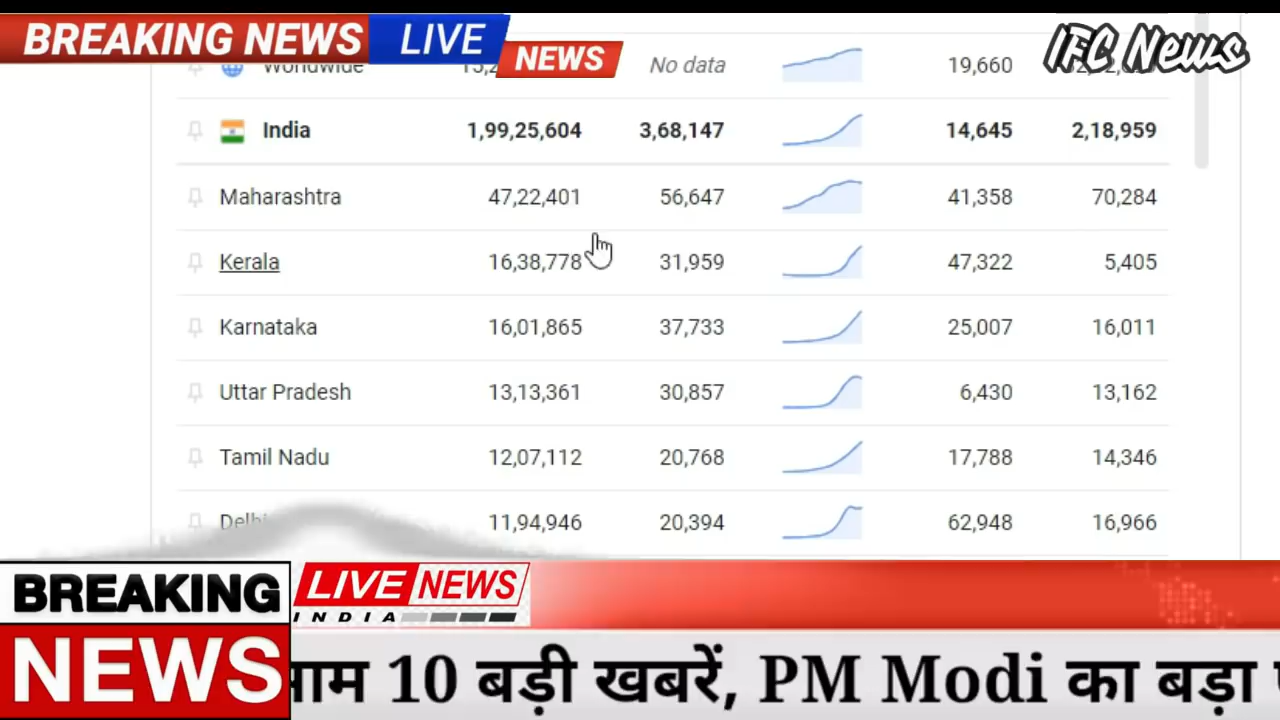 BREAKING NEWS LIVE NEWS IFC News
Worldwide No data 19,660
India 1,99,25,604 3,68,147 14,645 2,18,959
Maharashtra 47,22,401 56,647 41,358 70,284
Kerala 16,38,778 31,959 47,322 5,405
Karnataka 16,01,865 37,733 25,007 16,011
Uttar Pradesh 13,13,361 30,857 6,430 13,162
Tamil Nadu 12,07,112 20,768 17,788 14,346
Delhi 11,94,946 20,394 62,948 16,966
BREAKING NEWS
LIVE NEWS
INDIA
10 बड़ी खबरें, PM Modi का बड़ा